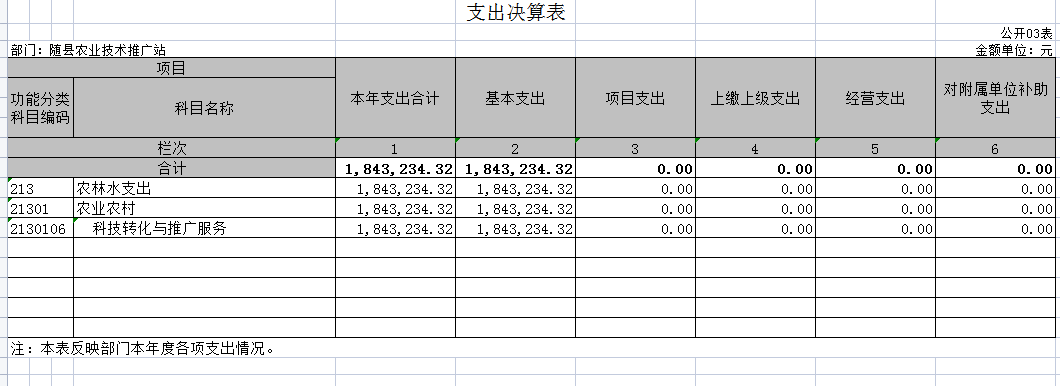 支出决算表
公开03表
部门：随县农业技术推广站 金额单位：元
项目 本年支出合计 基本支出 项目支出 上缴上级支出 经营支出 对附属单位补助支出
功能分类科目编码 科目名称
栏次 1 2 3 4 5 6
合计 1,843,234.32 1,843,234.32 0.00 0.00 0.00 0.00
213 农林水支出 1,843,234.32 1,843,234.32 0.00 0.00 0.00 0.00
21301 农业农村 1,843,234.32 1,843,234.32 0.00 0.00 0.00 0.00
2130106 科技转化与推广服务 1,843,234.32 1,843,234.32 0.00 0.00 0.00 0.00
注：本表反映部门本年度各项支出情况。